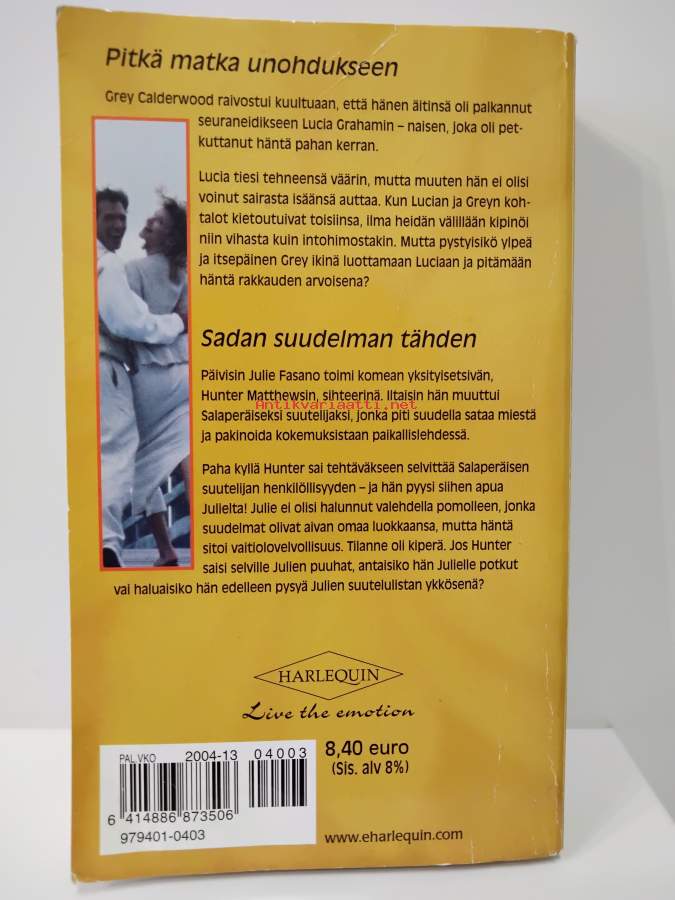 Pitkä matka unohdukseen
Grey Calderwood raivostui kuultuaan, että hänen äitinsä oli palkannut
seuraneidikseen Lucia Grahamin – naisen, joka oli pet-
kuttanut häntä pahan kerran.
Lucia tiesi tehneensä väärin, mutta muuten hän ei olisi
voinut sairasta isäänsä auttaa. Kun Lucian ja Greyn koh-
talot kietoutuivat toisiinsa, ilma heidän välillään kipinöi
niin vihasta kuin intohimostakin. Mutta pystyisikö ylpeä
ja itsepäinen Grey ikinä luottamaan Luciaan ja pitämään
häntä rakkauden arvoisena?
Sadan suudelman tähden
Päivisin Julie Fasano toimi komean yksityisetsivän,
Hunter Matthewsin, sihteerinä. Iltaisin hän muuttui
Antikvariaatti.net
Salaperäiseksi suutelijaksi, jonka piti suudella sataa miestä
ja pakinoida kokemuksistaan paikallislehdessä.
Paha kyllä Hunter sai tehtäväkseen selvittää Salaperäisen
suutelijan henkilöllisyyden – ja hän pyysi siihen apua
Julielta! Julie ei olisi halunnut valehdella pomolleen, jonka
suudelmat olivat aivan omaa luokkaansa, mutta häntä
sitoi vaitiolovelvollisuus. Tilanne oli kiperä. Jos Hunter
saisi selville Julien puuhat, antaisiko hän Julielle potkut
vai haluaisiko hän edelleen pysyä Julien suutelulistan ykkösenä?
HARLEQUIN
Live the emotion
PAL.VKO 2004-13 04003
6 414886 873506
979401-0403
8,40 euro
(Sis. alv 8%)
www.eharlequin.com